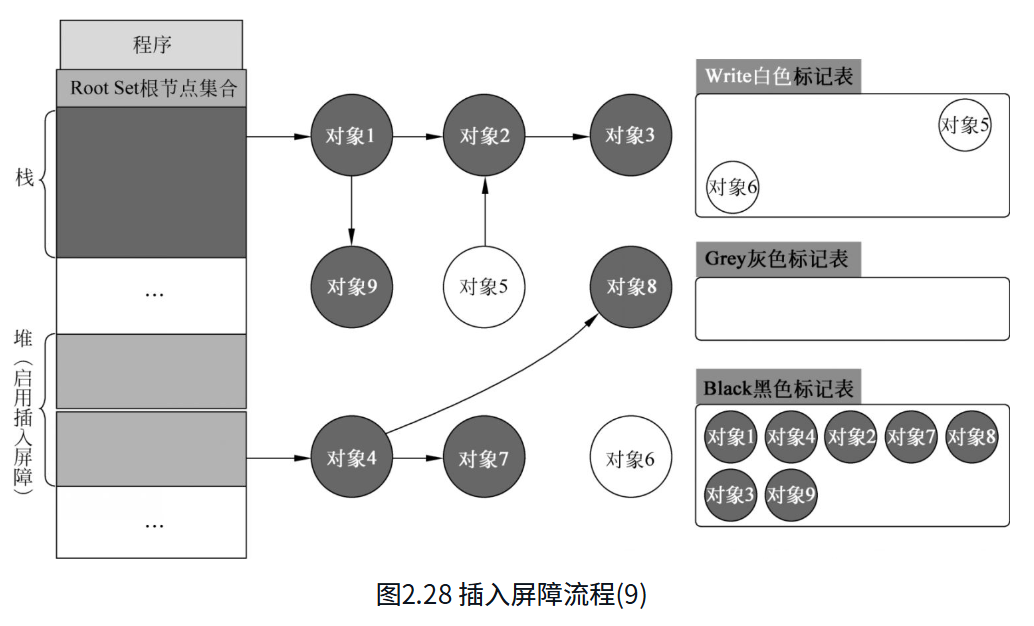 程序
Root Set根节点集合
栈
…
堆（启用插入屏障）
…
对象1
对象2
对象3
对象9
对象5
对象8
对象4
对象7
对象6
Write白色标记表
对象5
对象6
Grey灰色标记表
Black黑色标记表
对象1 对象4 对象2 对象7 对象8
对象3 对象9
图2.28 插入屏障流程(9)